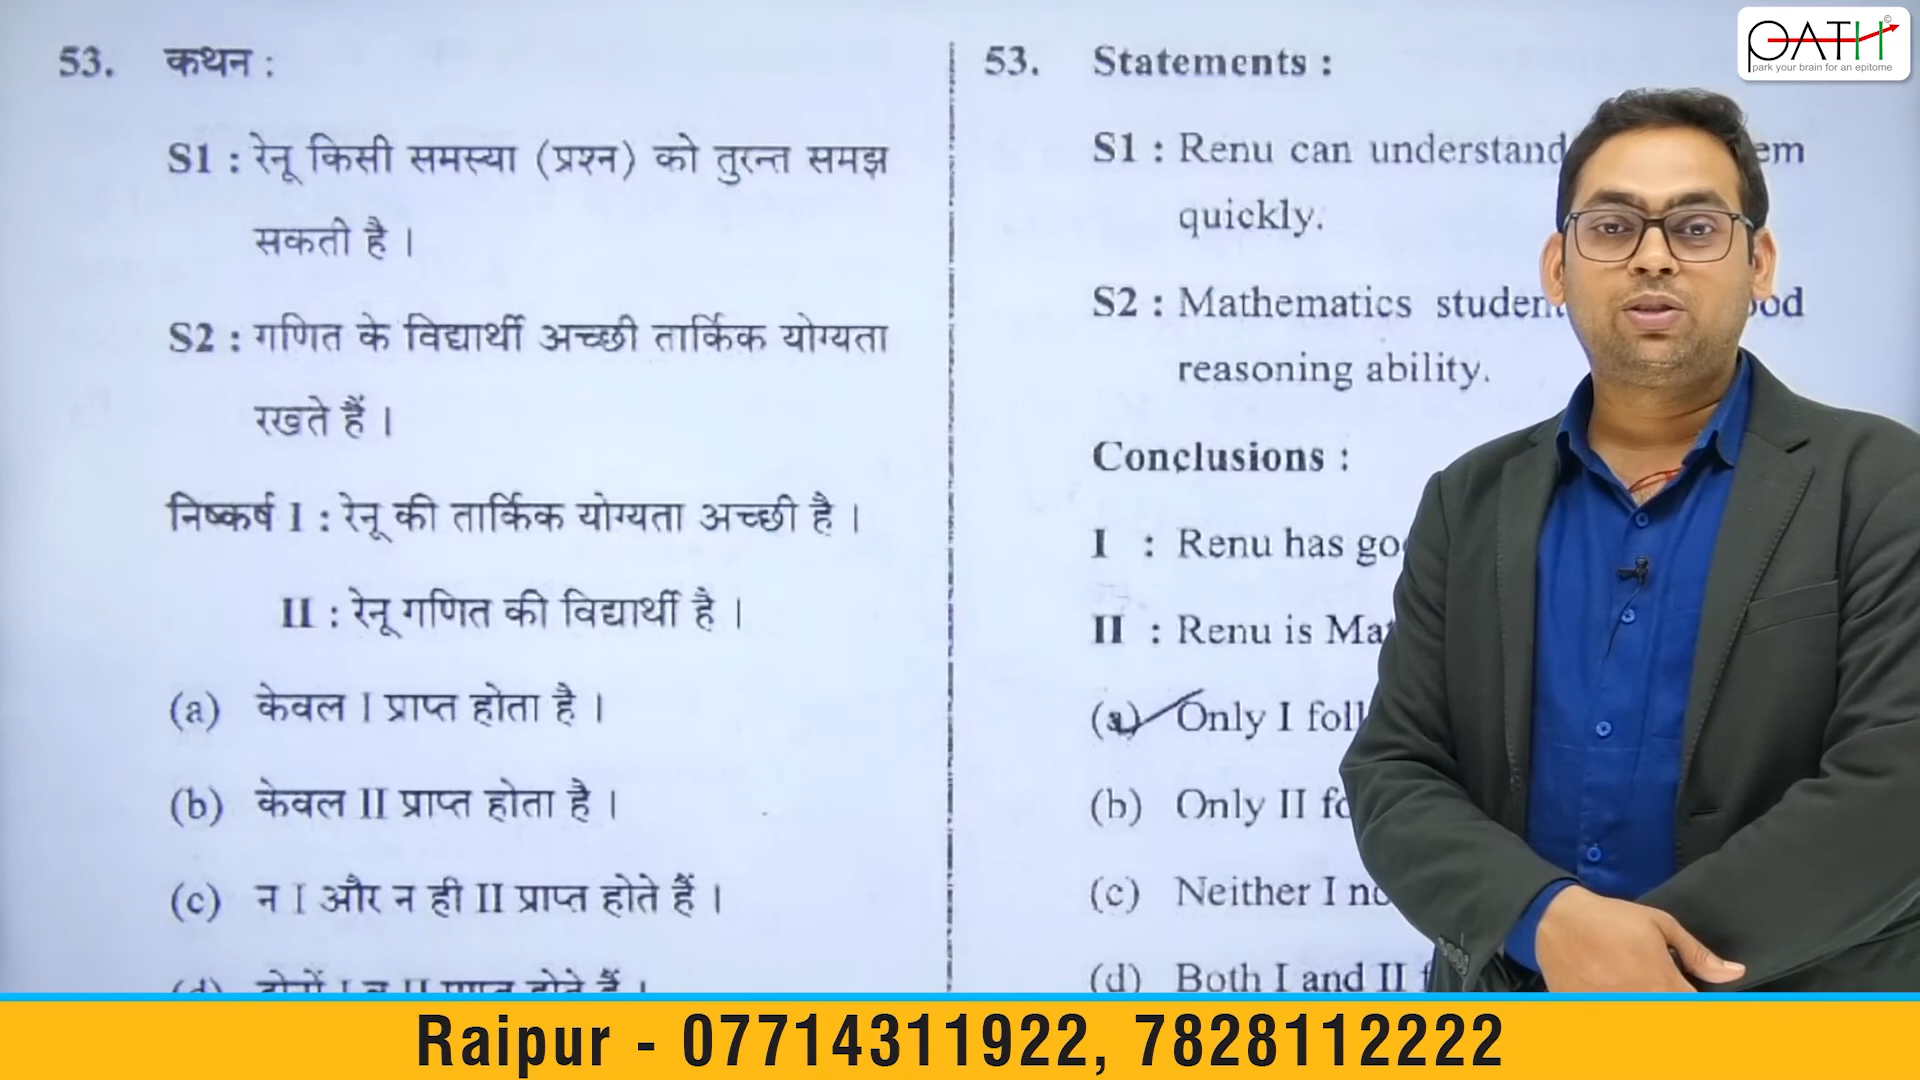 53. कथन :
S1 : रेनू किसी समस्या (प्रश्न) को तुरन्त समझ
सकती है ।
S2 : गणित के विद्यार्थी अच्छी तार्किक योग्यता
रखते हैं ।
निष्कर्ष I : रेनू की तार्किक योग्यता अच्छी है ।
II : रेनू गणित की विद्यार्थी है ।
(a) केवल I प्राप्त होता है ।
(b) केवल II प्राप्त होता है ।
(c) न I और न ही II प्राप्त होते हैं ।
(d) दोनों I व II प्राप्त होते हैं ।
53. Statements :
S1 : Renu can understand
quickly.
S2 : Mathematics
reasoning ability.
Conclusions :
I : Renu has
II : Renu is
(a) Only I
(b) Only II
(c) Neither I
(d) Both I and II
PATH
park your brain for an epitome
Raipur - 07714311922, 7828112222